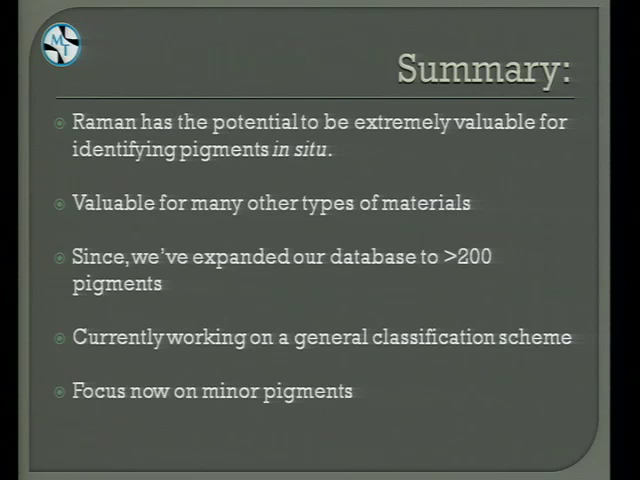 MT
Summary:
Raman has the potential to be extremely valuable for
identifying pigments in situ.
Valuable for many other types of materials
Since, we've expanded our database to >200
pigments
Currently working on a general classification scheme
Focus now on minor pigments